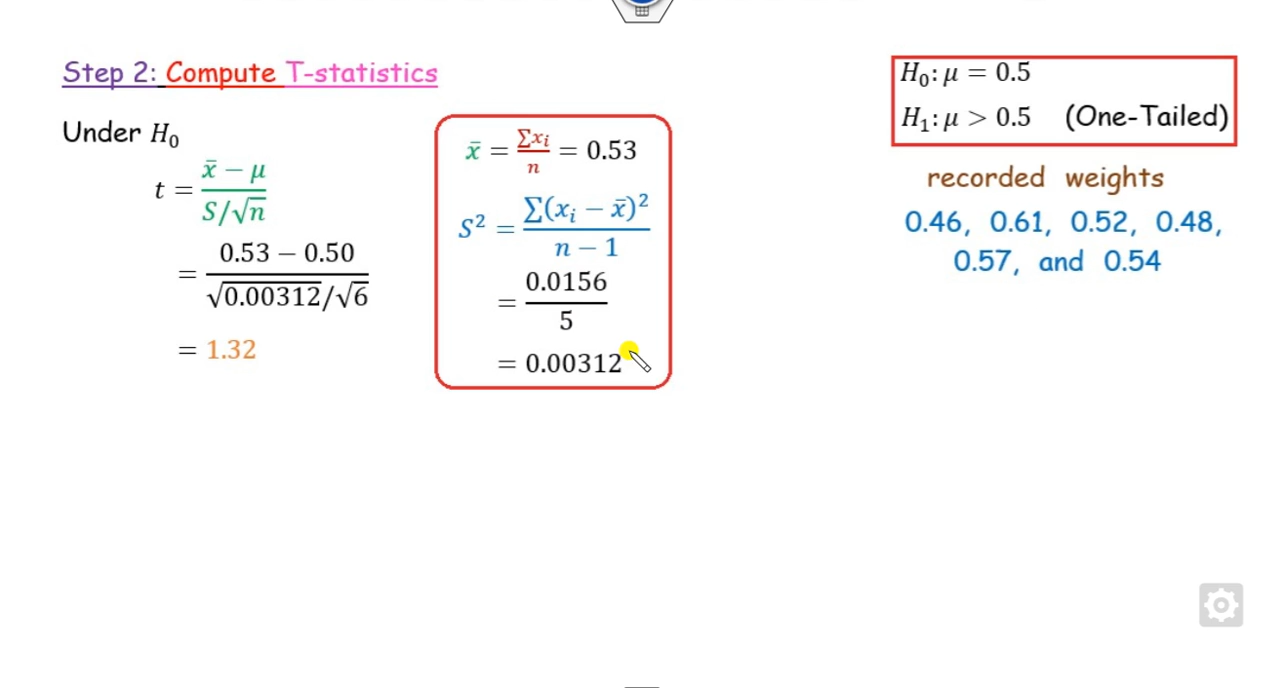 Step 2: Compute T-statistics
Under H₀
t = (x̄ − μ)/(S/√n)
= (0.53 − 0.50)/(√0.00312/√6)
= 1.32
x̄ = ∑xᵢ/n = 0.53
S² = ∑(xᵢ − x̄)²/(n − 1)
= 0.0156/5
= 0.00312
H₀: μ = 0.5
H₁: μ > 0.5 (One-Tailed)
recorded weights
0.46, 0.61, 0.52, 0.48,
0.57, and 0.54